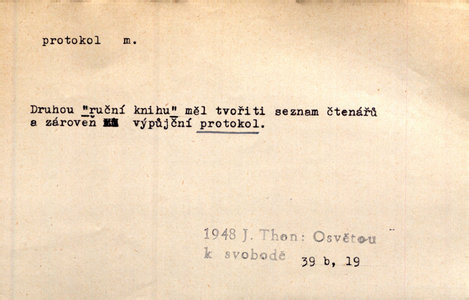 protokol m.
Druhou "ruční knihu" měl tvořiti seznam čtenářů
a zároveň výpůjční protokol.
1948 J. Thon: Osvětou
k svobodě 39 b, 19